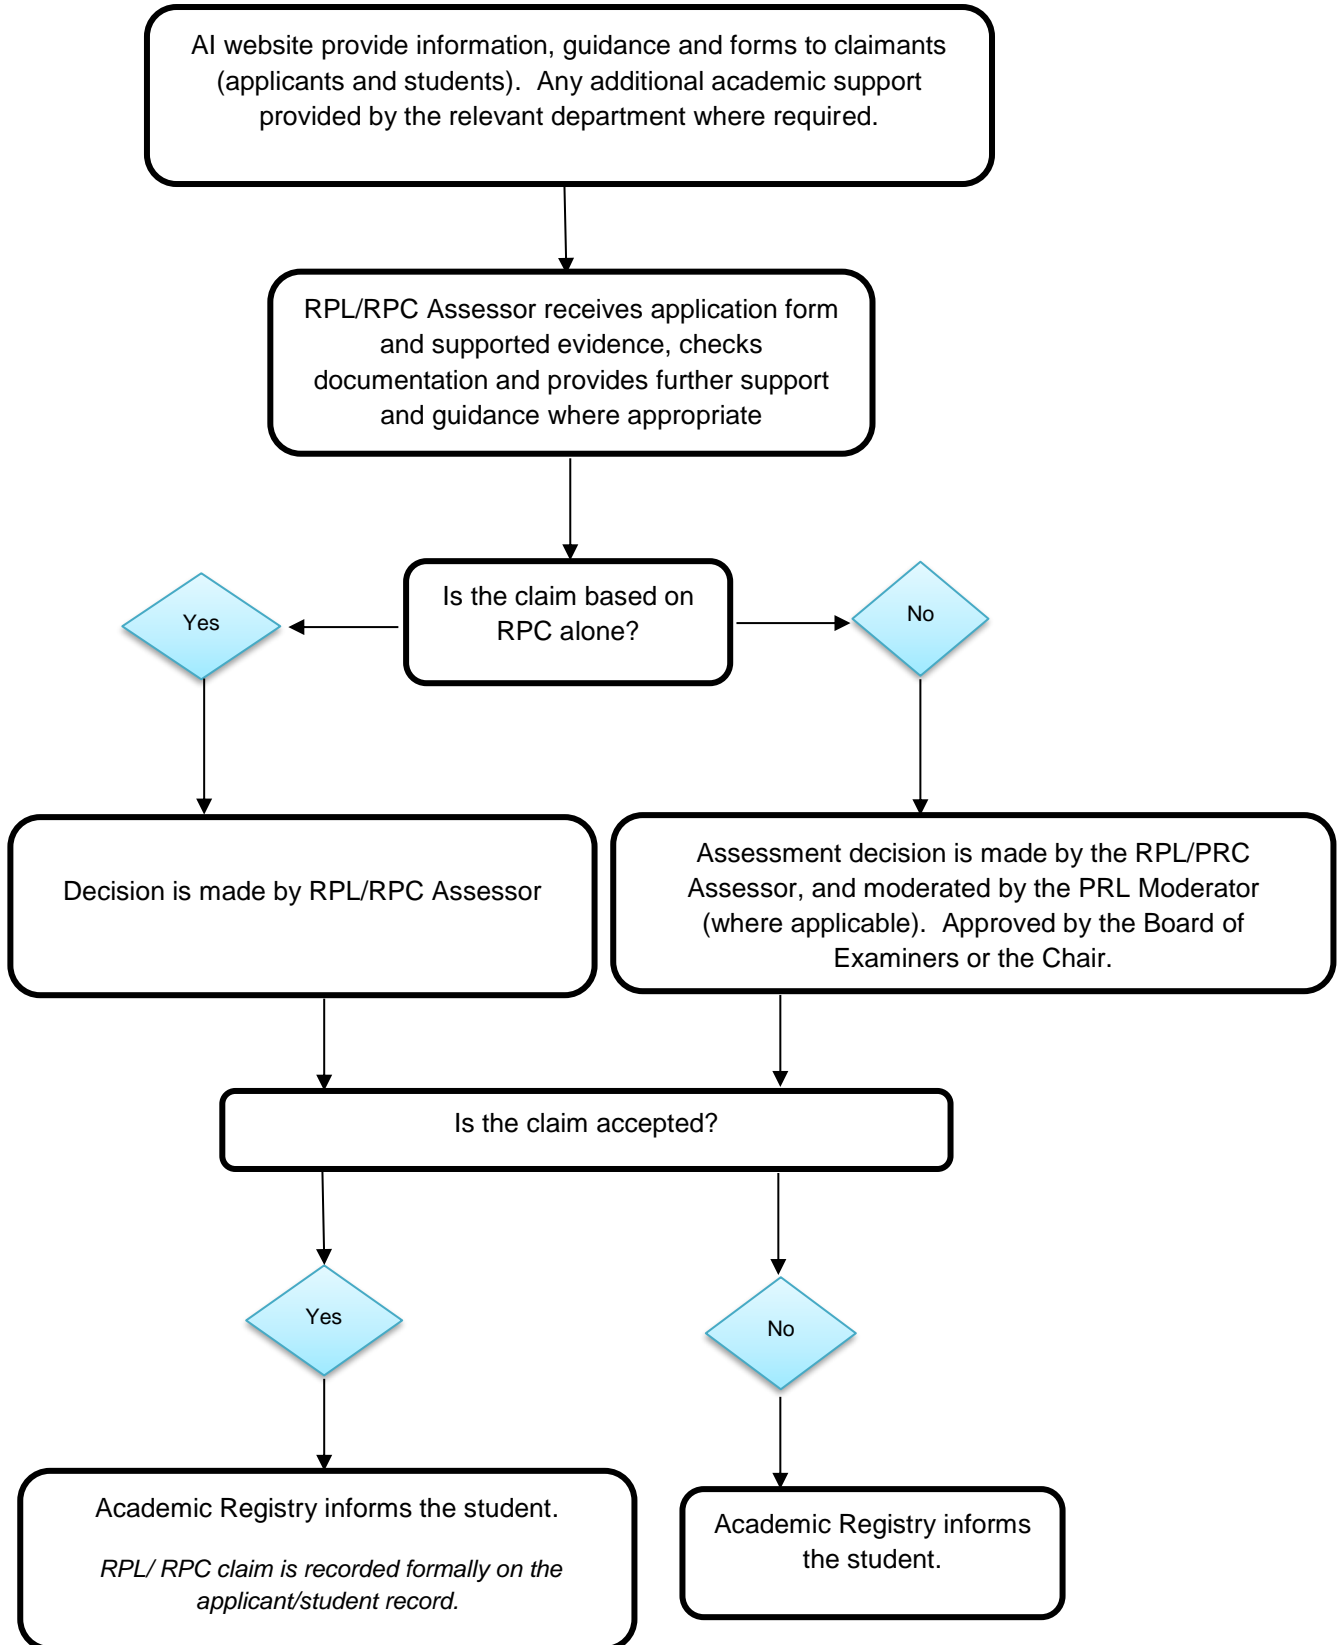 AI website provide information, guidance and forms to claimants
(applicants and students).  Any additional academic support
provided by the relevant department where required.
RPL/RPC Assessor receives application form
and supported evidence, checks
documentation and provides further support
and guidance where appropriate
Is the claim based on
RPC alone?
Yes
No
Decision is made by RPL/RPC Assessor
Assessment decision is made by the RPL/PRC
Assessor, and moderated by the PRL Moderator
(where applicable).  Approved by the Board of
Examiners or the Chair.
Is the claim accepted?
Yes
No
Academic Registry informs the student.
RPL/ RPC claim is recorded formally on the
applicant/student record.
Academic Registry informs
the student.